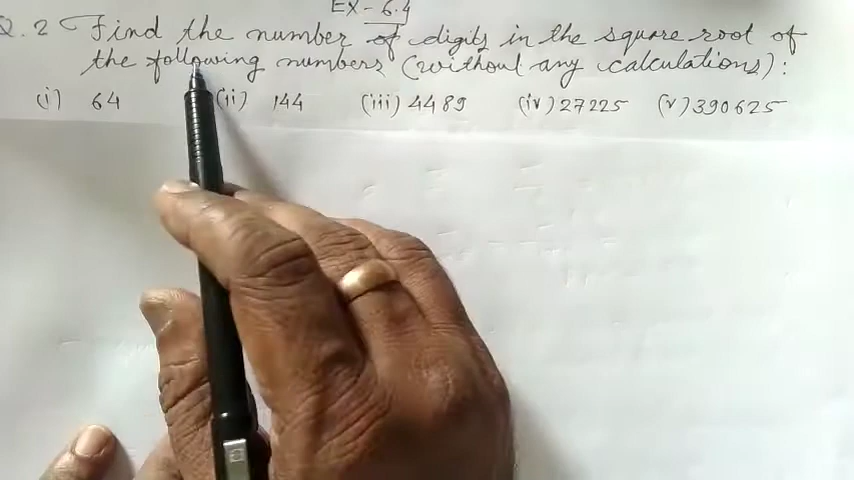 Ex - 6.4
Q. 2 Find the number of digits in the square root of
the following numbers (without any calculations):
(i) 64 (ii) 144 (iii) 4489 (iv) 27225 (v) 390625